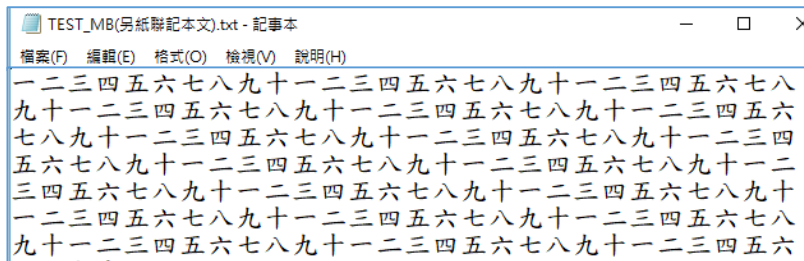 TEST_MB(另紙聯記本文).txt - 記事本
檔案(F) 編輯(E) 格式(O) 檢視(V) 說明(H)
一二三四五六七八九十一二三四五六七八九十一二三四五六七八
九十一二三四五六七八九十一二三四五六七八九十一二三四五六
七八九十一二三四五六七八九十一二三四五六七八九十一二三四
五六七八九十一二三四五六七八九十一二三四五六七八九十一二
三四五六七八九十一二三四五六七八九十一二三四五六七八九十
一二三四五六七八九十一二三四五六七八九十一二三四五六七八
九十一二三四五六七八九十一二三四五六七八九十一二三四五六